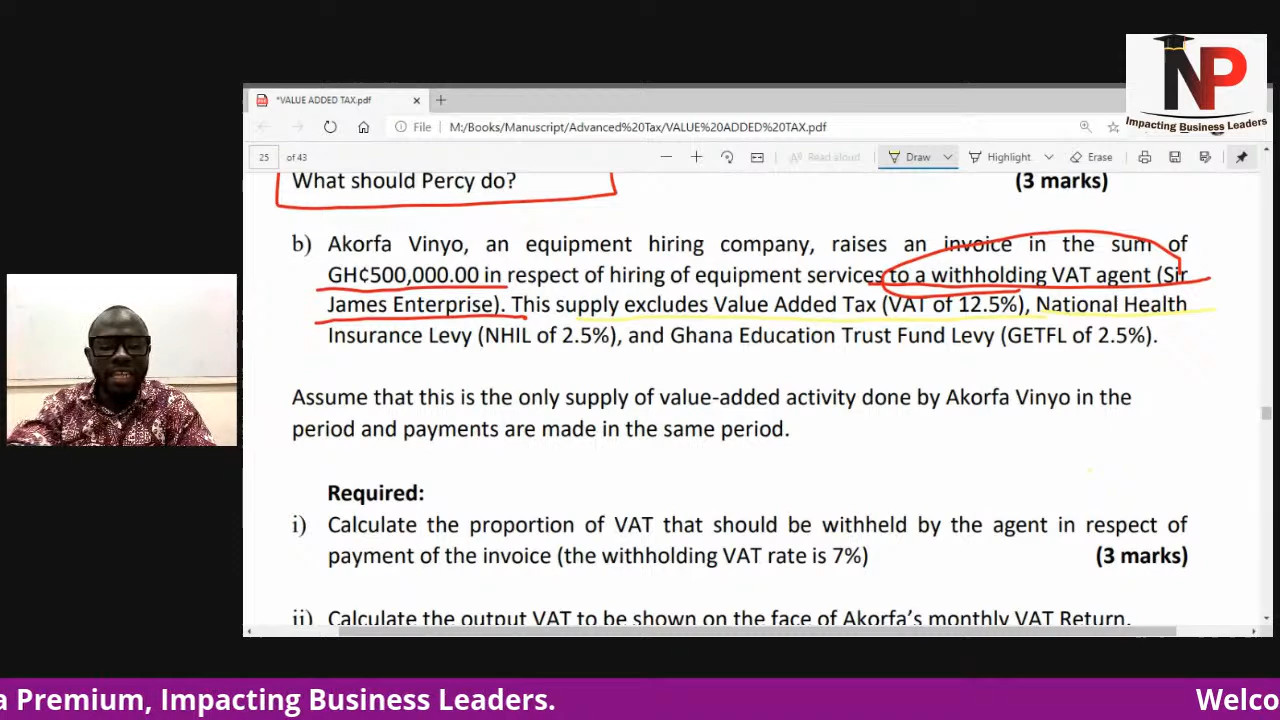 NP
Impacting Business Leaders
*VALUE ADDED TAX.pdf
File M:/Books/Manuscript/Advanced%20Tax/VALUE%20ADDED%20TAX.pdf
25 of 43
Read aloud Draw Highlight Erase
What should Percy do? (3 marks)
b) Akorfa Vinyo, an equipment hiring company, raises an invoice in the sum of
GH¢500,000.00 in respect of hiring of equipment services to a withholding VAT agent (Sir
James Enterprise). This supply excludes Value Added Tax (VAT of 12.5%), National Health
Insurance Levy (NHIL of 2.5%), and Ghana Education Trust Fund Levy (GETFL of 2.5%).
Assume that this is the only supply of value-added activity done by Akorfa Vinyo in the
period and payments are made in the same period.
Required:
i) Calculate the proportion of VAT that should be withheld by the agent in respect of
payment of the invoice (the withholding VAT rate is 7%) (3 marks)
ii) Calculate the output VAT to be shown on the face of Akorfa's monthly VAT Return.
a Premium, Impacting Business Leaders. Welco